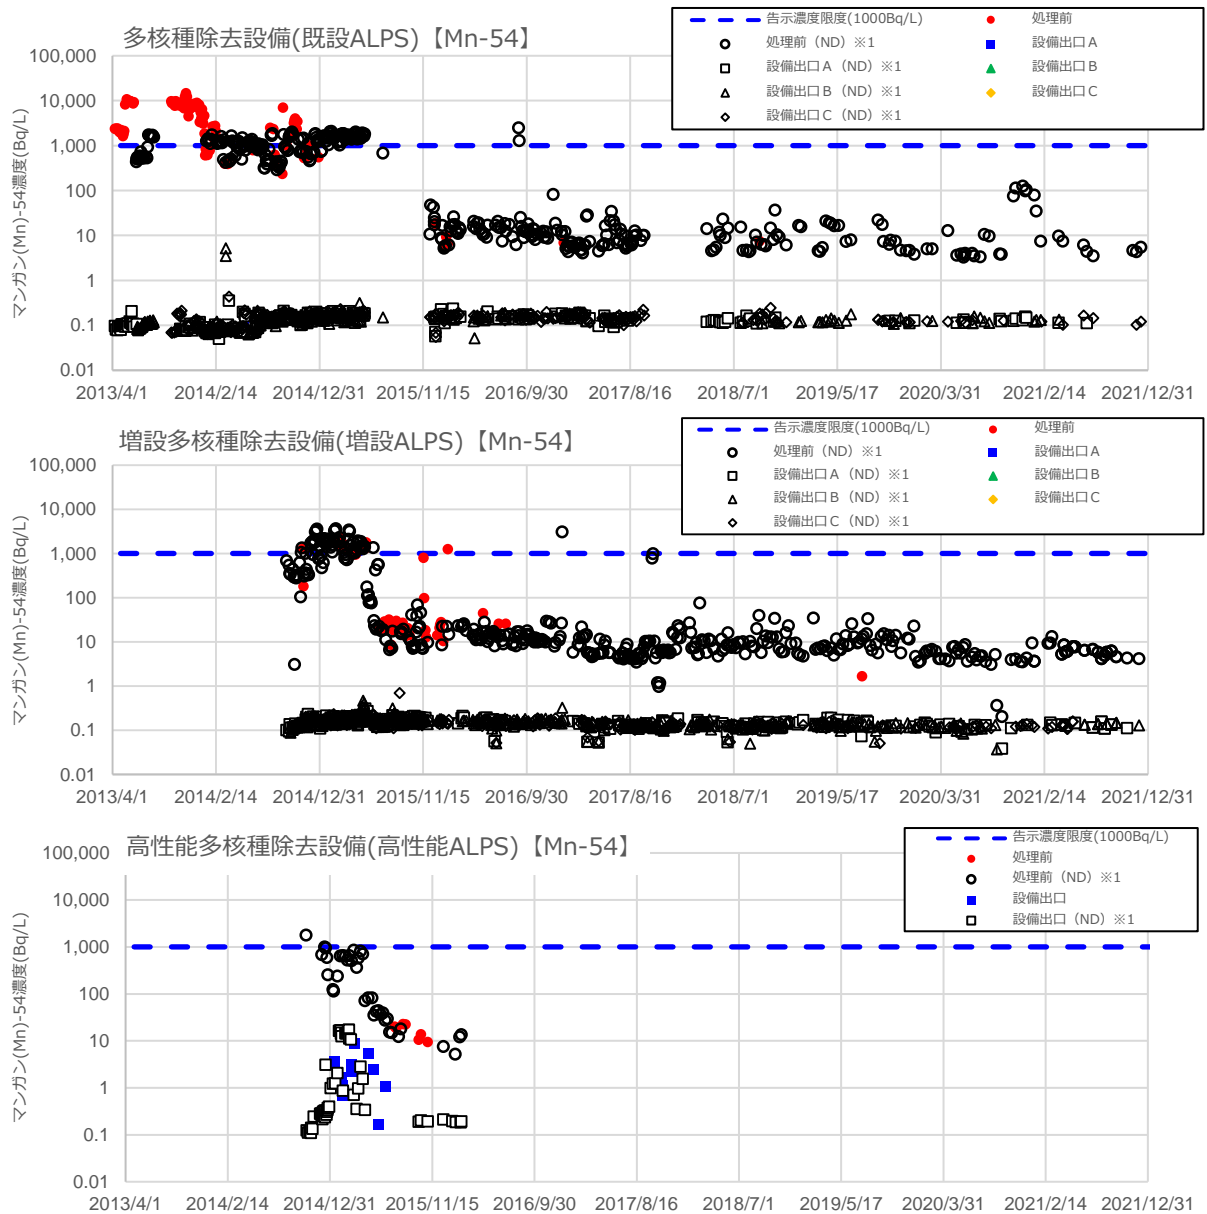 多核種除去設備(既設ALPS)【Mn-54】
告示濃度限度(1000Bq/L)
処理前
処理前（ND）※1
設備出口A
設備出口A（ND）※1
設備出口B
設備出口B（ND）※1
設備出口C
設備出口C（ND）※1
マンガン(Mn)-54濃度(Bq/L)
100,000
10,000
1,000
100
10
1
0.1
0.01
2013/4/1 2014/2/14 2014/12/31 2015/11/15 2016/9/30 2017/8/16 2018/7/1 2019/5/17 2020/3/31 2021/2/14 2021/12/31
増設多核種除去設備(増設ALPS)【Mn-54】
告示濃度限度(1000Bq/L)
処理前
処理前（ND）※1
設備出口A
設備出口A（ND）※1
設備出口B
設備出口B（ND）※1
設備出口C
設備出口C（ND）※1
マンガン(Mn)-54濃度(Bq/L)
100,000
10,000
1,000
100
10
1
0.1
0.01
2013/4/1 2014/2/14 2014/12/31 2015/11/15 2016/9/30 2017/8/16 2018/7/1 2019/5/17 2020/3/31 2021/2/14 2021/12/31
高性能多核種除去設備(高性能ALPS)【Mn-54】
告示濃度限度(1000Bq/L)
処理前
処理前（ND）※1
設備出口
設備出口（ND）※1
マンガン(Mn)-54濃度(Bq/L)
100,000
10,000
1,000
100
10
1
0.1
0.01
2013/4/1 2014/2/14 2014/12/31 2015/11/15 2016/9/30 2017/8/16 2018/7/1 2019/5/17 2020/3/31 2021/2/14 2021/12/31